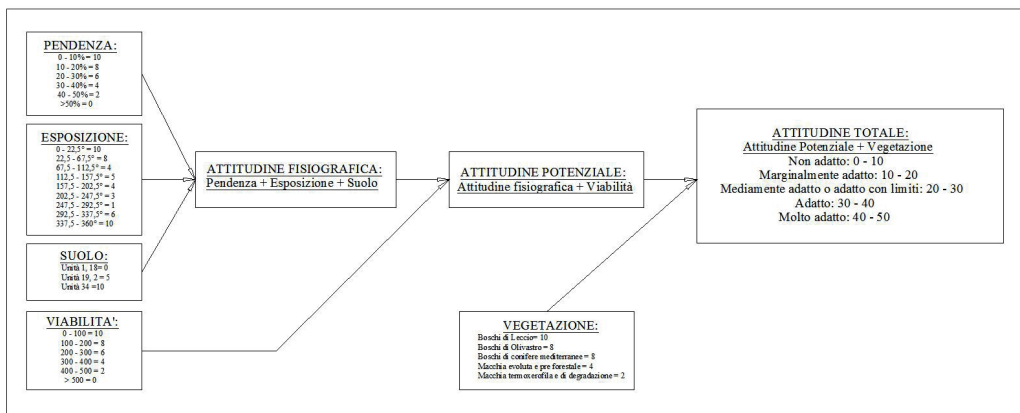 PENDENZA:
0 - 10% = 10
10 - 20% = 8
20 - 30% = 6
30 - 40% = 4
40 - 50% = 2
>50% = 0
ESPOSIZIONE:
0 - 22,5° = 10
22,5 - 67,5° = 8
67,5 - 112,5° = 4
112,5 - 157,5° = 5
157,5 - 202,5° = 4
202,5 - 247,5° = 3
247,5 - 292,5° = 1
292,5 - 337,5° = 6
337,5 - 360° = 10
SUOLO:
Unità 1, 18= 0
Unità 19, 2 = 5
Unità 34 =10
VIABILITA':
0 - 100 = 10
100 - 200 = 8
200 - 300 = 6
300 - 400 = 4
400 - 500 = 2
> 500 = 0
ATTITUDINE FISIOGRAFICA:
Pendenza + Esposizione + Suolo
ATTITUDINE POTENZIALE:
Attitudine fisiografica + Viabilità
VEGETAZIONE:
Boschi di Leccio= 10
Boschi di Olivastro = 8
Boschi di conifere mediterranee = 8
Macchia evoluta e pre forestale = 4
Macchia termoxerofila e di degradazione = 2
ATTITUDINE TOTALE:
Attitudine Potenziale + Vegetazione
Non adatto: 0 - 10
Marginalmente adatto: 10 - 20
Mediamente adatto o adatto con limiti: 20 - 30
Adatto: 30 - 40
Molto adatto: 40 - 50